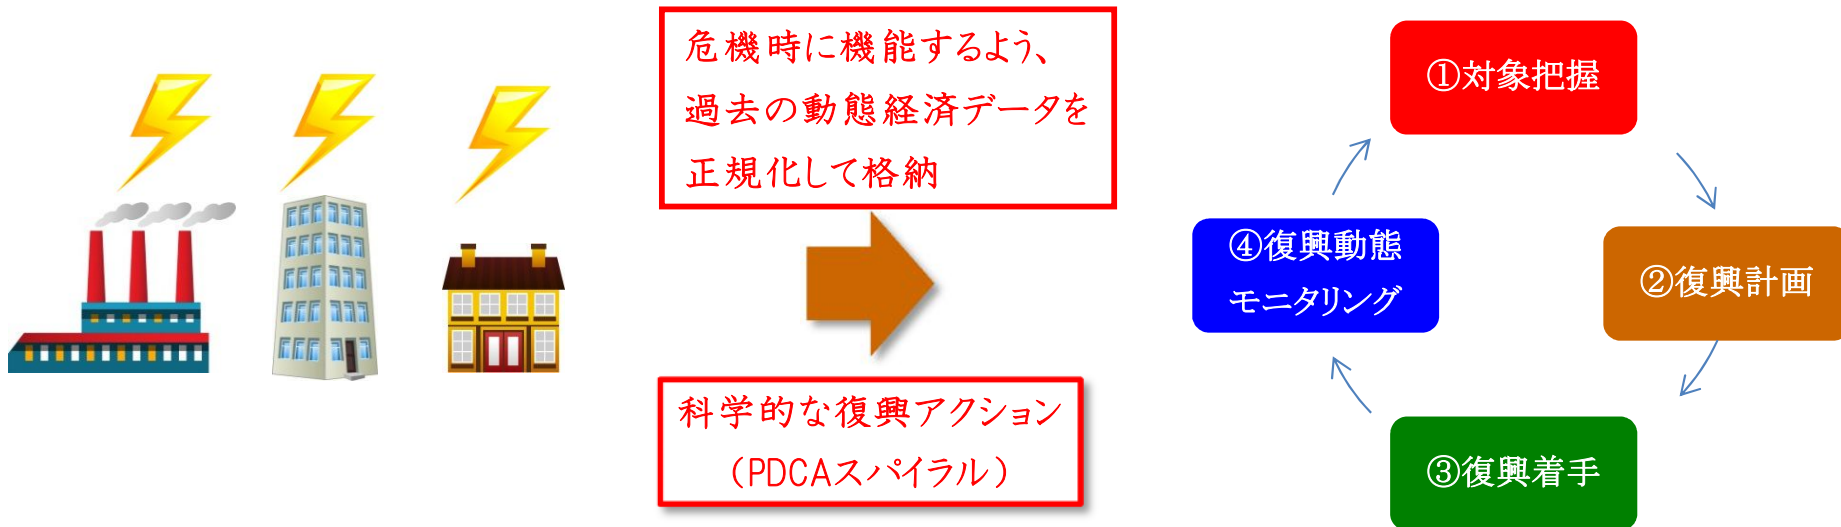 危機時に機能するよう、
過去の動態経済データを
正規化して格納
科学的な復興アクション
（PDCAスパイラル）
①対象把握
②復興計画
③復興着手
④復興動態
モニタリング